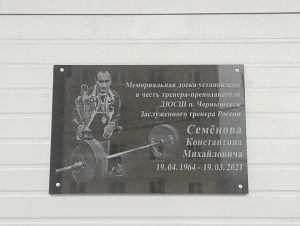 Мемориальная доска установлена
в честь тренера-преподавателя
ДЮСШ п. Чернышевск
Заслуженного тренера России
Семёнова
Константина
Михайловича
19.04.1964 - 19.03.2021